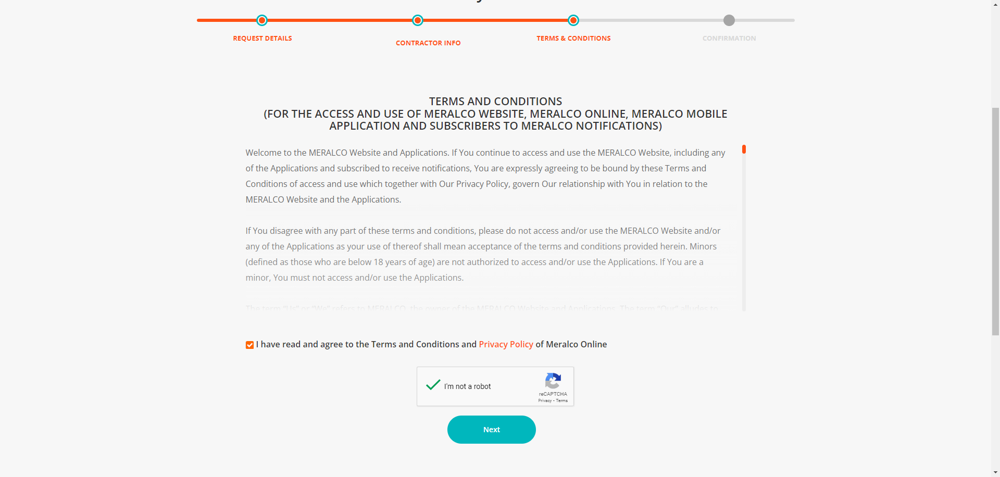 REQUEST DETAILS
CONTRACTOR INFO
TERMS & CONDITIONS
CONFIRMATION
TERMS AND CONDITIONS
(FOR THE ACCESS AND USE OF MERALCO WEBSITE, MERALCO ONLINE, MERALCO MOBILE
APPLICATION AND SUBSCRIBERS TO MERALCO NOTIFICATIONS)
Welcome to the MERALCO Website and Applications. If You continue to access and use the MERALCO Website, including any
of the Applications and subscribed to receive notifications, You are expressly agreeing to be bound by these Terms and
Conditions of access and use which together with Our Privacy Policy, govern Our relationship with You in relation to the
MERALCO Website and the Applications.
If You disagree with any part of these terms and conditions, please do not access and/or use the MERALCO Website and/or
any of the Applications as your use of thereof shall mean acceptance of the terms and conditions provided herein. Minors
(defined as those who are below 18 years of age) are not authorized to access and/or use the Applications. If You are a
minor, You must not access and/or use the Applications.
The term “Us” or “We” refers to MERALCO, the owner of the MERALCO Website and Applications. The term “Our” alludes to
I have read and agree to the Terms and Conditions and Privacy Policy of Meralco Online
I'm not a robot
reCAPTCHA
Privacy - Terms
Next